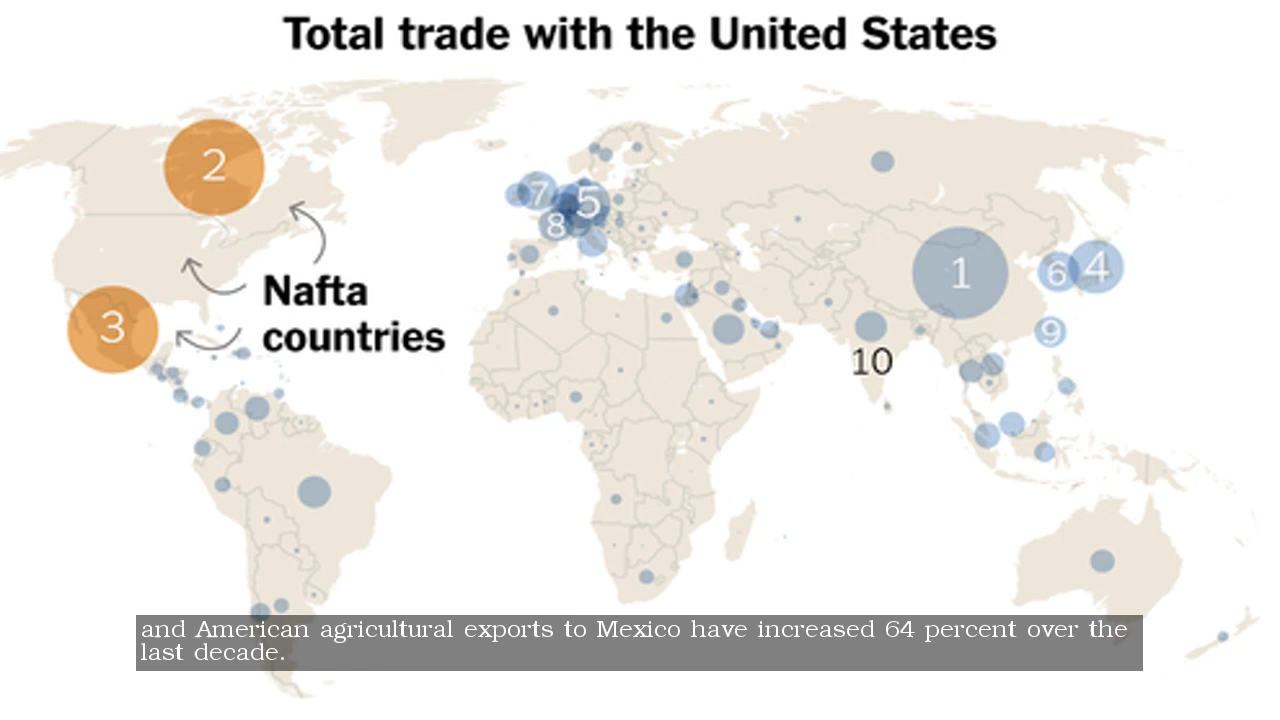 Total trade with the United States
2
7
5
8
1
6
4
Nafta
countries
3
9
10
and American agricultural exports to Mexico have increased 64 percent over the
last decade.